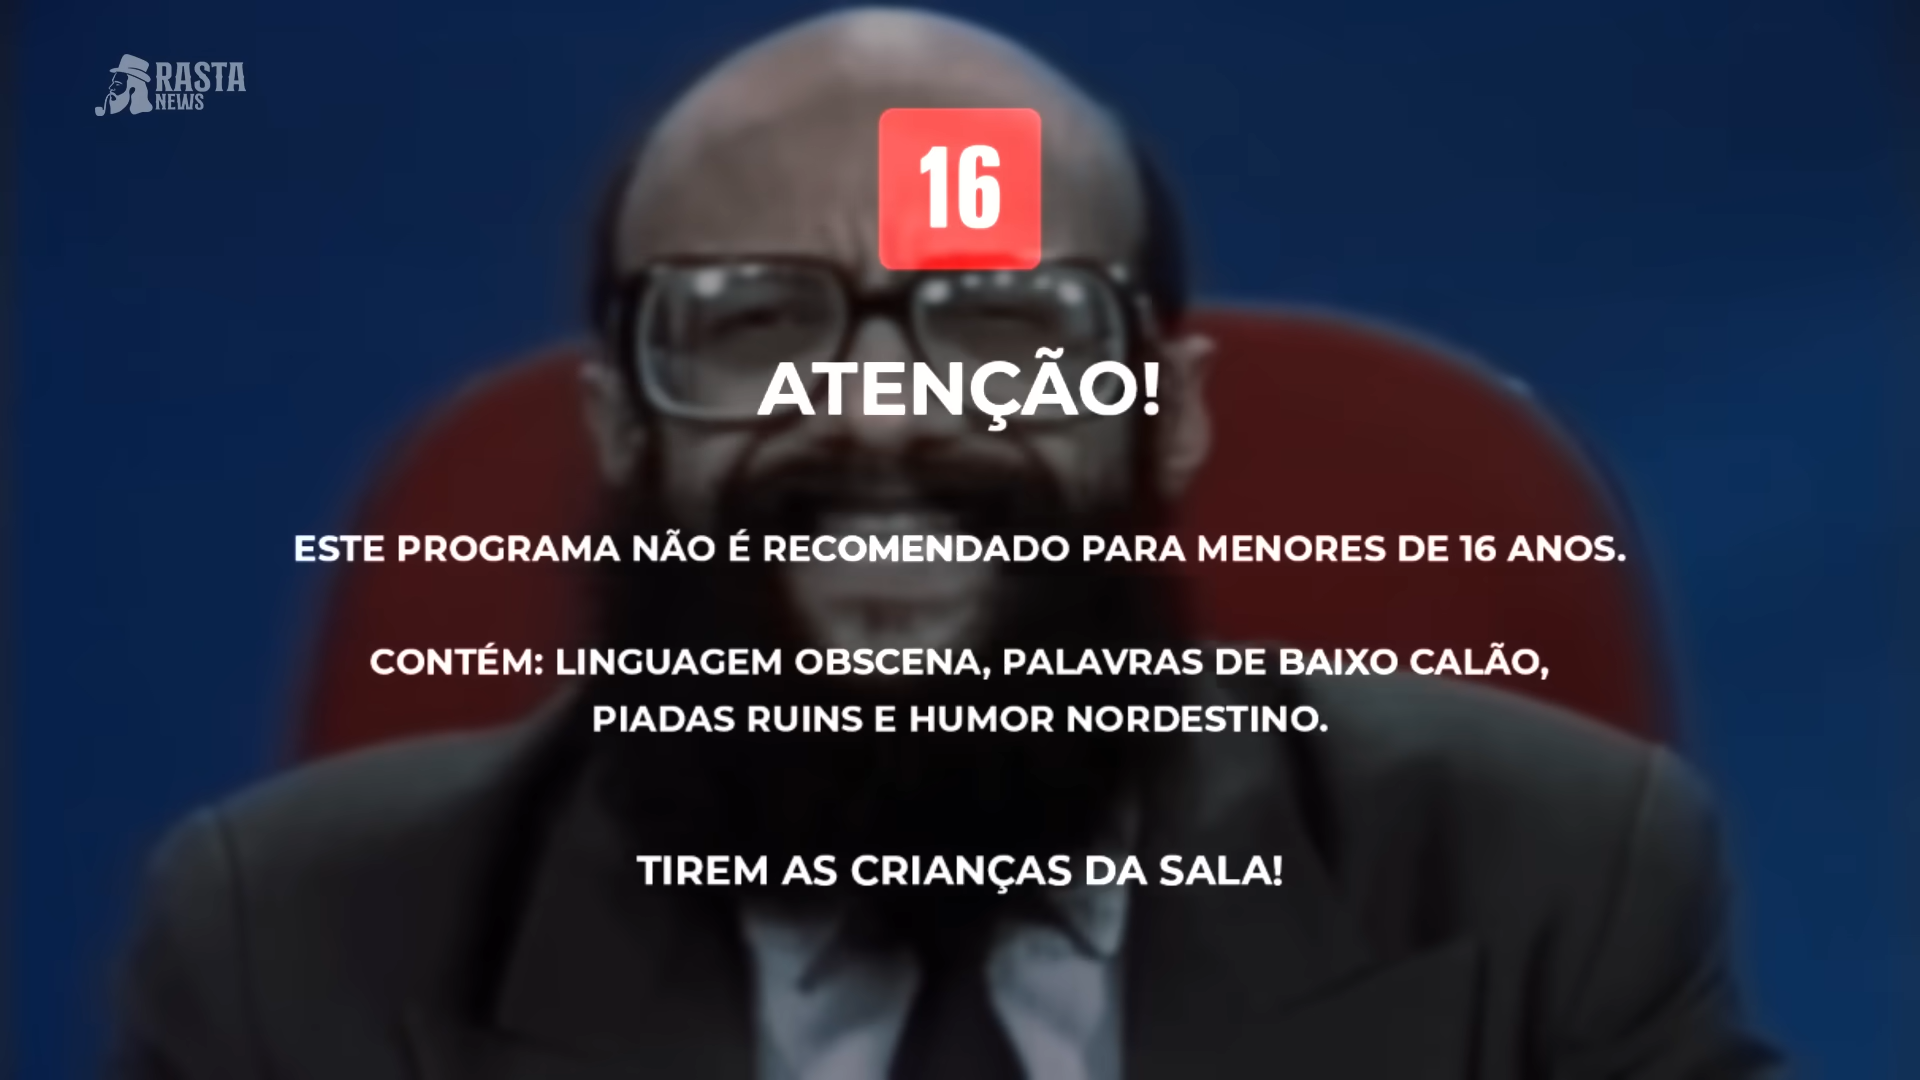 RASTA
NEWS
16
ATENÇÃO!
ESTE PROGRAMA NÃO É RECOMENDADO PARA MENORES DE 16 ANOS.
CONTÉM: LINGUAGEM OBSCENA, PALAVRAS DE BAIXO CALÃO,
PIADAS RUINS E HUMOR NORDESTINO.
TIREM AS CRIANÇAS DA SALA!